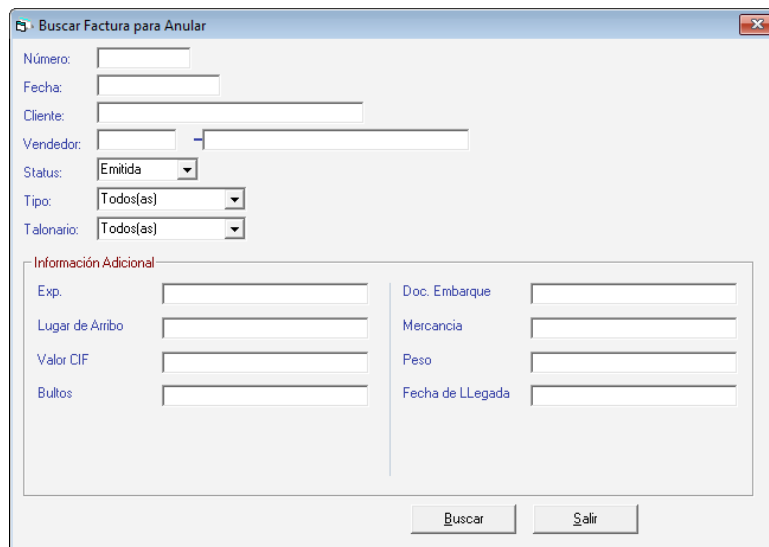 Buscar Factura para Anular
Número:
Fecha:
Cliente:
Vendedor: -
Status: Emitida
Tipo: Todos(as)
Talonario: Todos(as)
Información Adicional
Exp. Doc. Embarque
Lugar de Arribo Mercancia
Valor CIF Peso
Bultos Fecha de LLegada
Buscar Salir